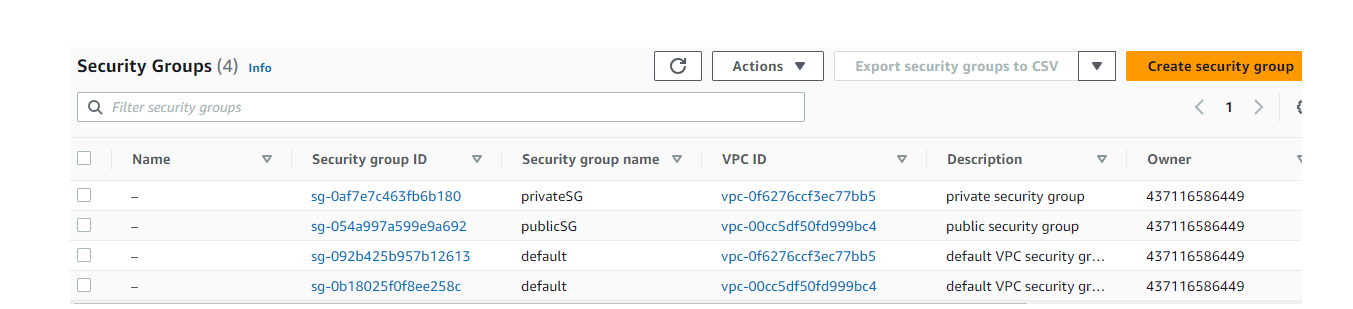 Security Groups (4) Info Actions Export security groups to CSV Create security group
Filter security groups 1
Name Security group ID Security group name VPC ID Description Owner
– sg-0af7e7c463fb6b180 privateSG vpc-0f6276ccf3ec77bb5 private security group 437116586449
– sg-054a997a599e9a692 publicSG vpc-00cc5df50fd999bc4 public security group 437116586449
– sg-092b425b957b12613 default vpc-0f6276ccf3ec77bb5 default VPC security gr... 437116586449
– sg-0b18025f0f8ee258c default vpc-00cc5df50fd999bc4 default VPC security gr... 437116586449